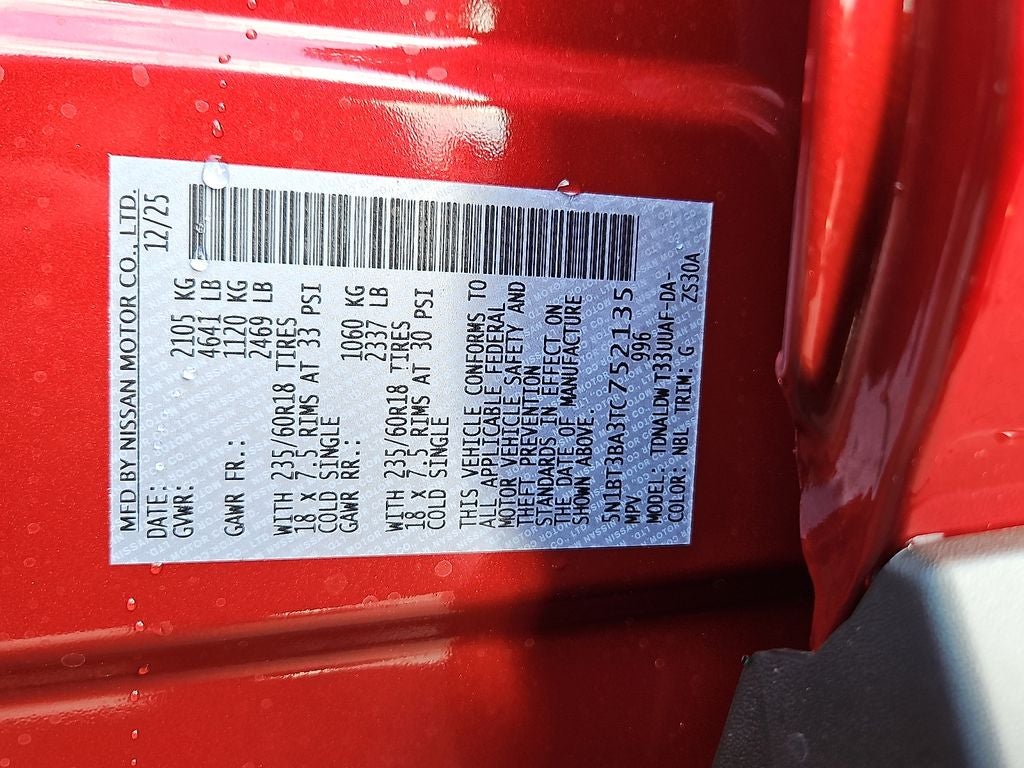 MFD BY NISSAN MOTOR CO., LTD.
DATE: 12/25
GVWR: 2105 KG
4641 LB
GAWR FR.: 1120 KG
2469 LB
WITH 235/60R18 TIRES
18 X 7.5 RIMS AT 33 PSI
COLD SINGLE
GAWR RR.: 1060 KG
2337 LB
WITH 235/60R18 TIRES
18 X 7.5 RIMS AT 30 PSI
COLD SINGLE
THIS VEHICLE CONFORMS TO
ALL APPLICABLE FEDERAL
MOTOR VEHICLE SAFETY AND
THEFT PREVENTION
STANDARDS IN EFFECT ON
THE DATE OF MANUFACTURE
SHOWN ABOVE
5N1BT3BA3TC752135
MPV 996
MODEL: TDNALDW T33UUAF-DA-
COLOR: NBL TRIM: G ZS30A